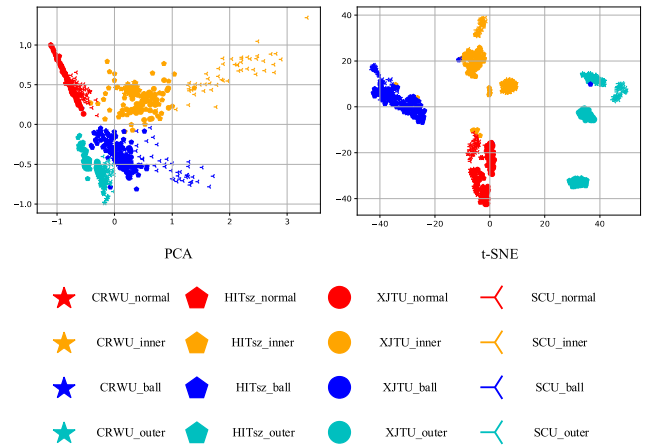 1.0
0.5
0.0
−0.5
−1.0
−1 0 1 2 3
PCA
40
20
0
−20
−40
−40 −20 0 20 40
t-SNE
CRWU_normal HITsz_normal XJTU_normal SCU_normal
CRWU_inner HITsz_inner XJTU_inner SCU_inner
CRWU_ball HITsz_ball XJTU_ball SCU_ball
CRWU_outer HITsz_outer XJTU_outer SCU_outer